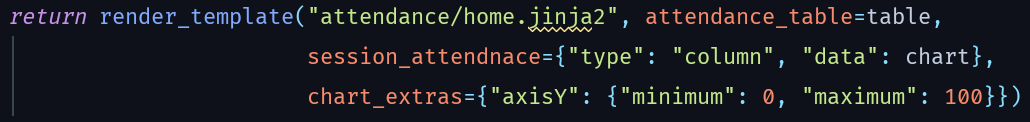 return render_template("attendance/home.jinja2", attendance_table=table,
session_attendnace={"type": "column", "data": chart},
chart_extras={"axisY": {"minimum": 0, "maximum": 100}})